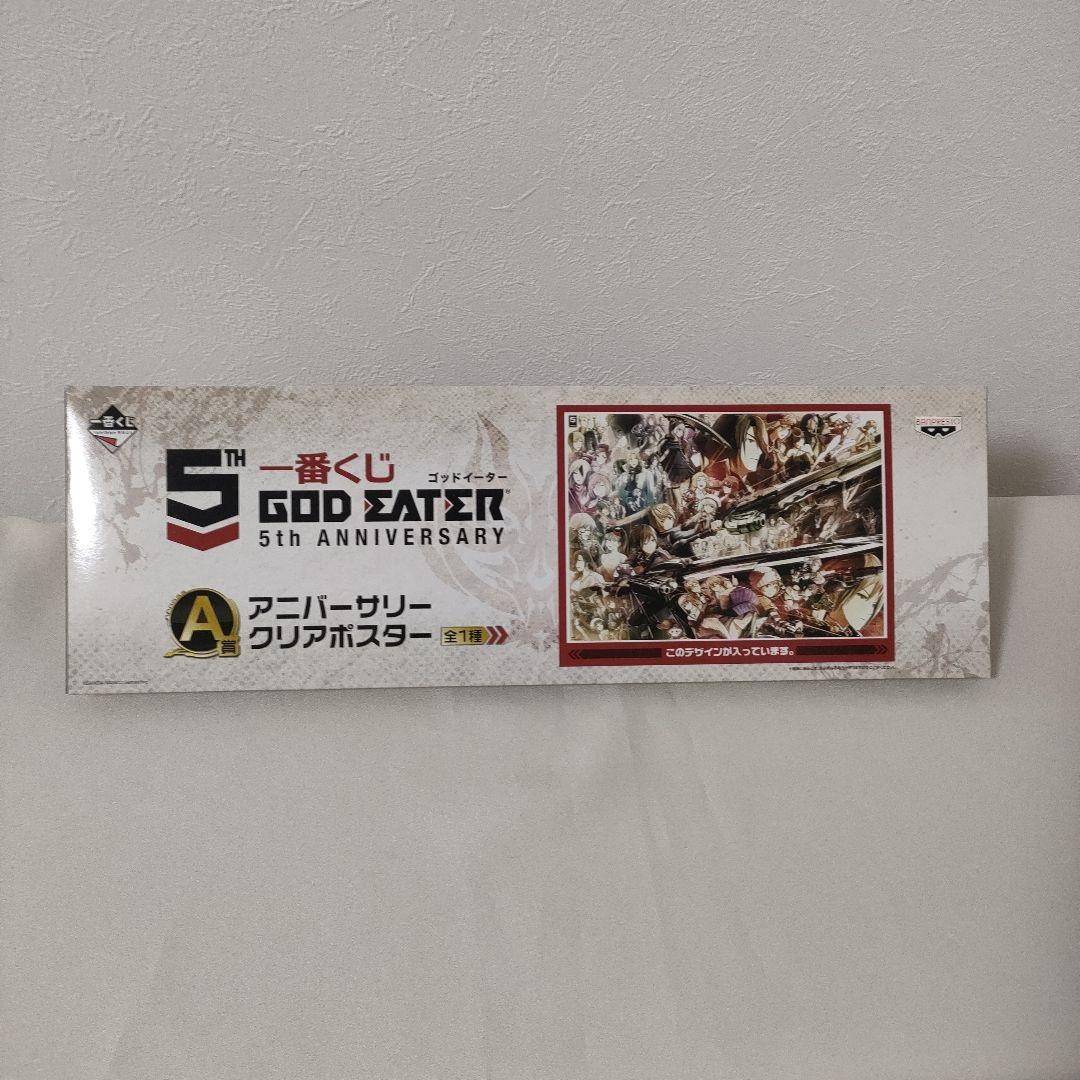 一番くじ
5TH
一番くじ
ゴッドイーター
GOD EATER
5th ANNIVERSARY
A賞
アニバーサリー
クリアポスター 全1種
BANPRESTO
5
このデザインが入っています。